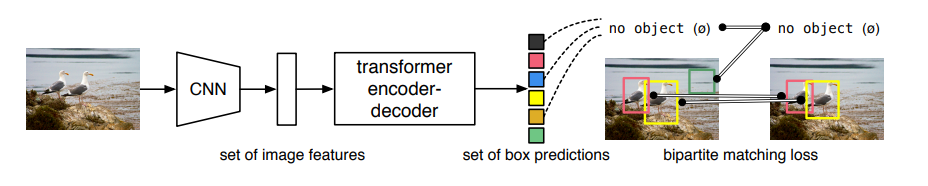 no object (ø)
no object (ø)
CNN
transformer
encoder-
decoder
set of image features
set of box predictions
bipartite matching loss